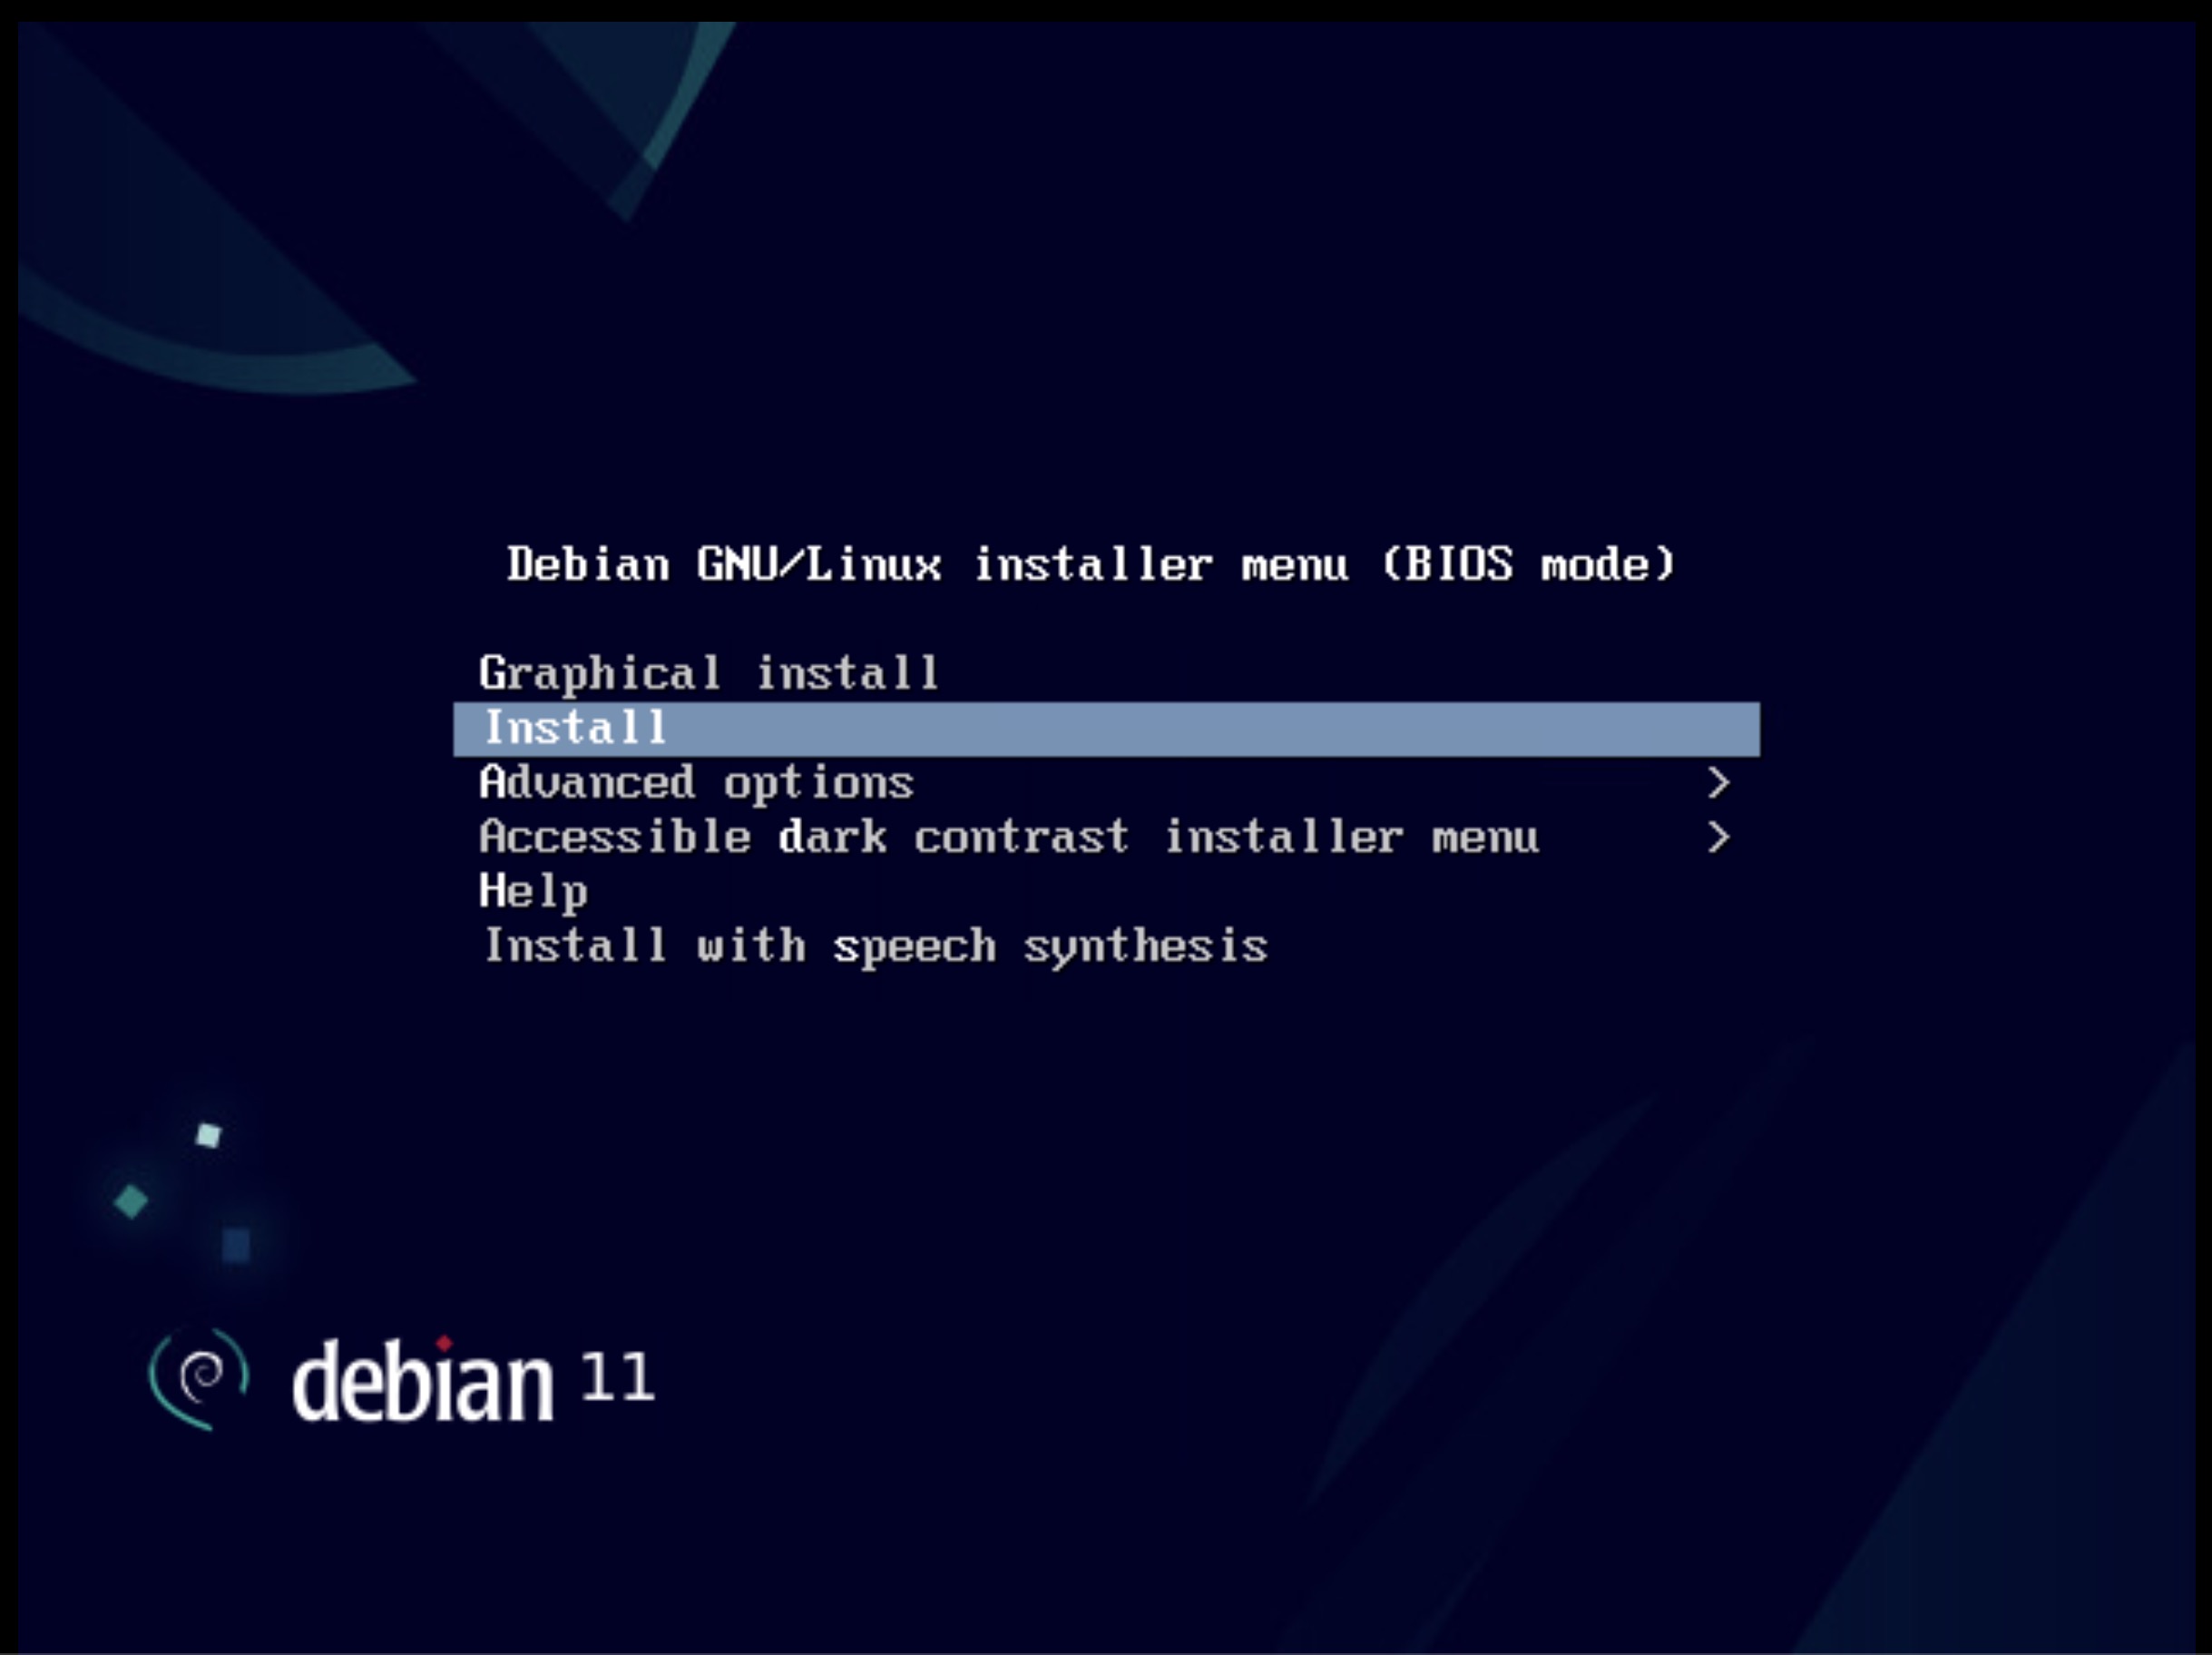 Debian GNU/Linux installer menu (BIOS mode)
Graphical install
Install
Advanced options >
Accessible dark contrast installer menu >
Help
Install with speech synthesis
debian 11